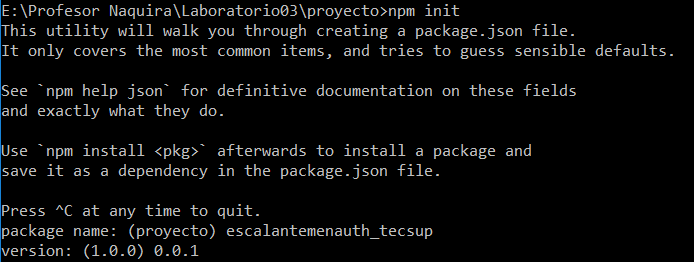 E:\Profesor Naquira\Laboratorio03\proyecto>npm init
This utility will walk you through creating a package.json file.
It only covers the most common items, and tries to guess sensible defaults.
See `npm help json` for definitive documentation on these fields
and exactly what they do.
Use `npm install <pkg>` afterwards to install a package and
save it as a dependency in the package.json file.
Press ^C at any time to quit.
package name: (proyecto) escalantemenauth_tecsup
version: (1.0.0) 0.0.1